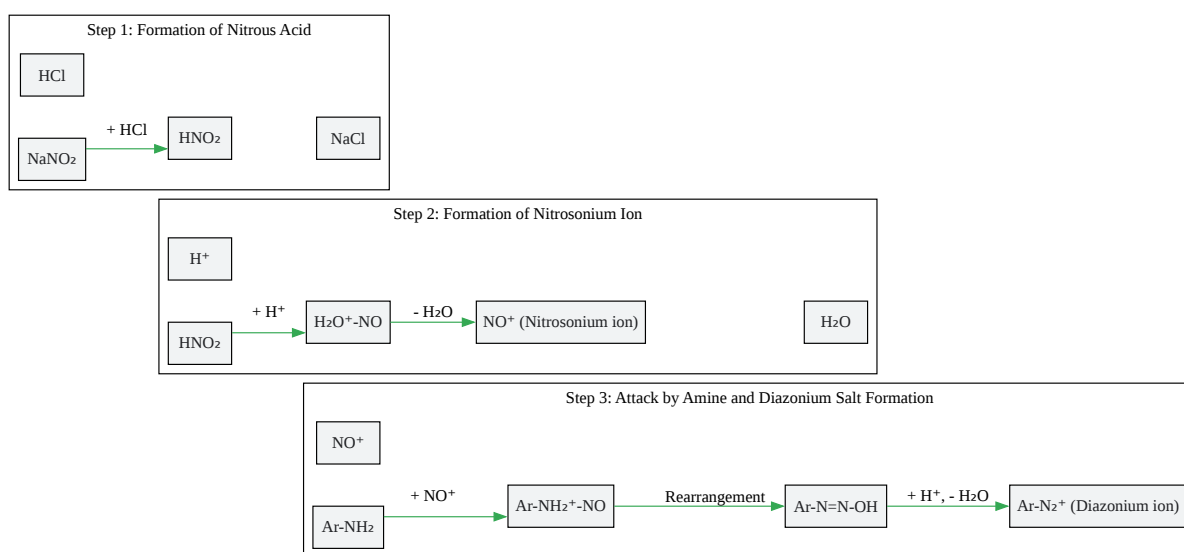 Step 1: Formation of Nitrous Acid
HCl
+ HCl
NaNO₂
HNO₂
NaCl
Step 2: Formation of Nitrosonium Ion
H⁺
+ H⁺
- H₂O
HNO₂
H₂O⁺-NO
NO⁺ (Nitrosonium ion)
H₂O
Step 3: Attack by Amine and Diazonium Salt Formation
NO⁺
+ NO⁺
Rearrangement
+ H⁺, - H₂O
Ar-NH₂
Ar-NH₂⁺-NO
Ar-N=N-OH
Ar-N₂⁺ (Diazonium ion)